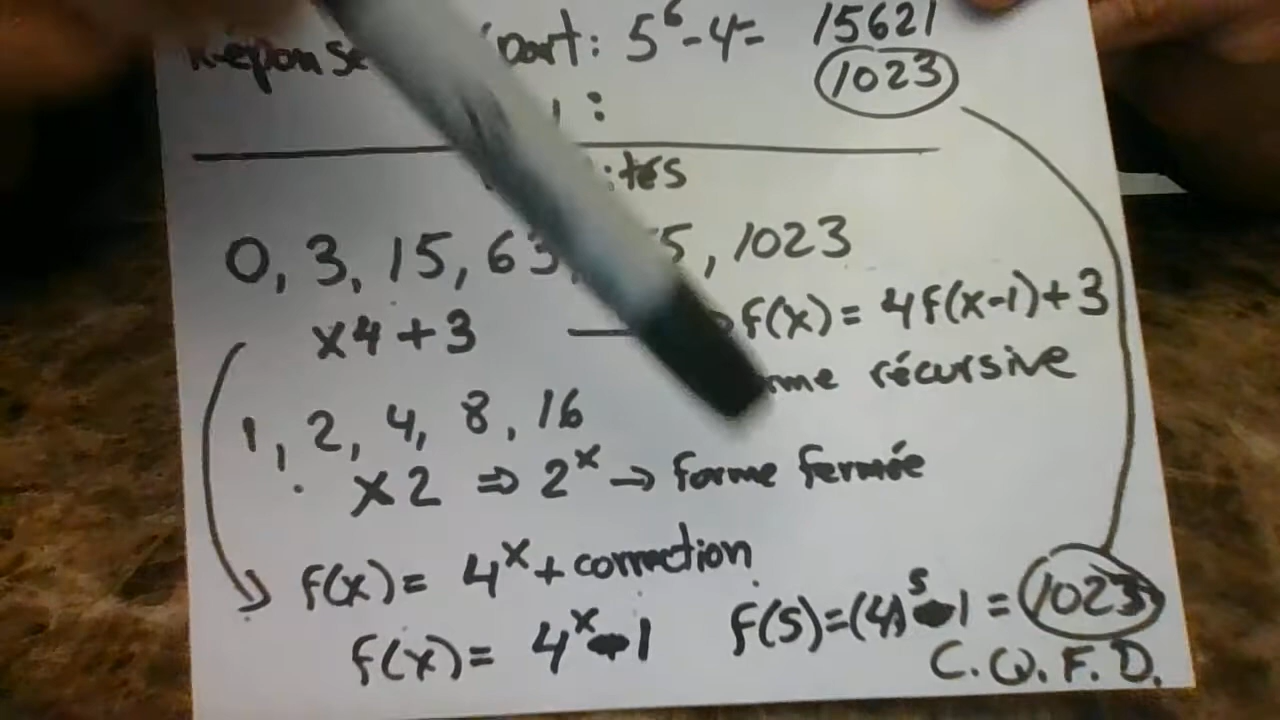 5⁶-4= 15621
1023
:
0, 3, 15, 63, 1023
x4+3 f(x)= 4f(x-1)+3
récursive
1, 2, 4, 8, 16
x2 ⇒ 2ˣ → forme fermée
f(x)= 4ˣ+correction
f(x)= 4ˣ-1 f(5)=(4)⁵-1 = 1023
C.Q.F.D.